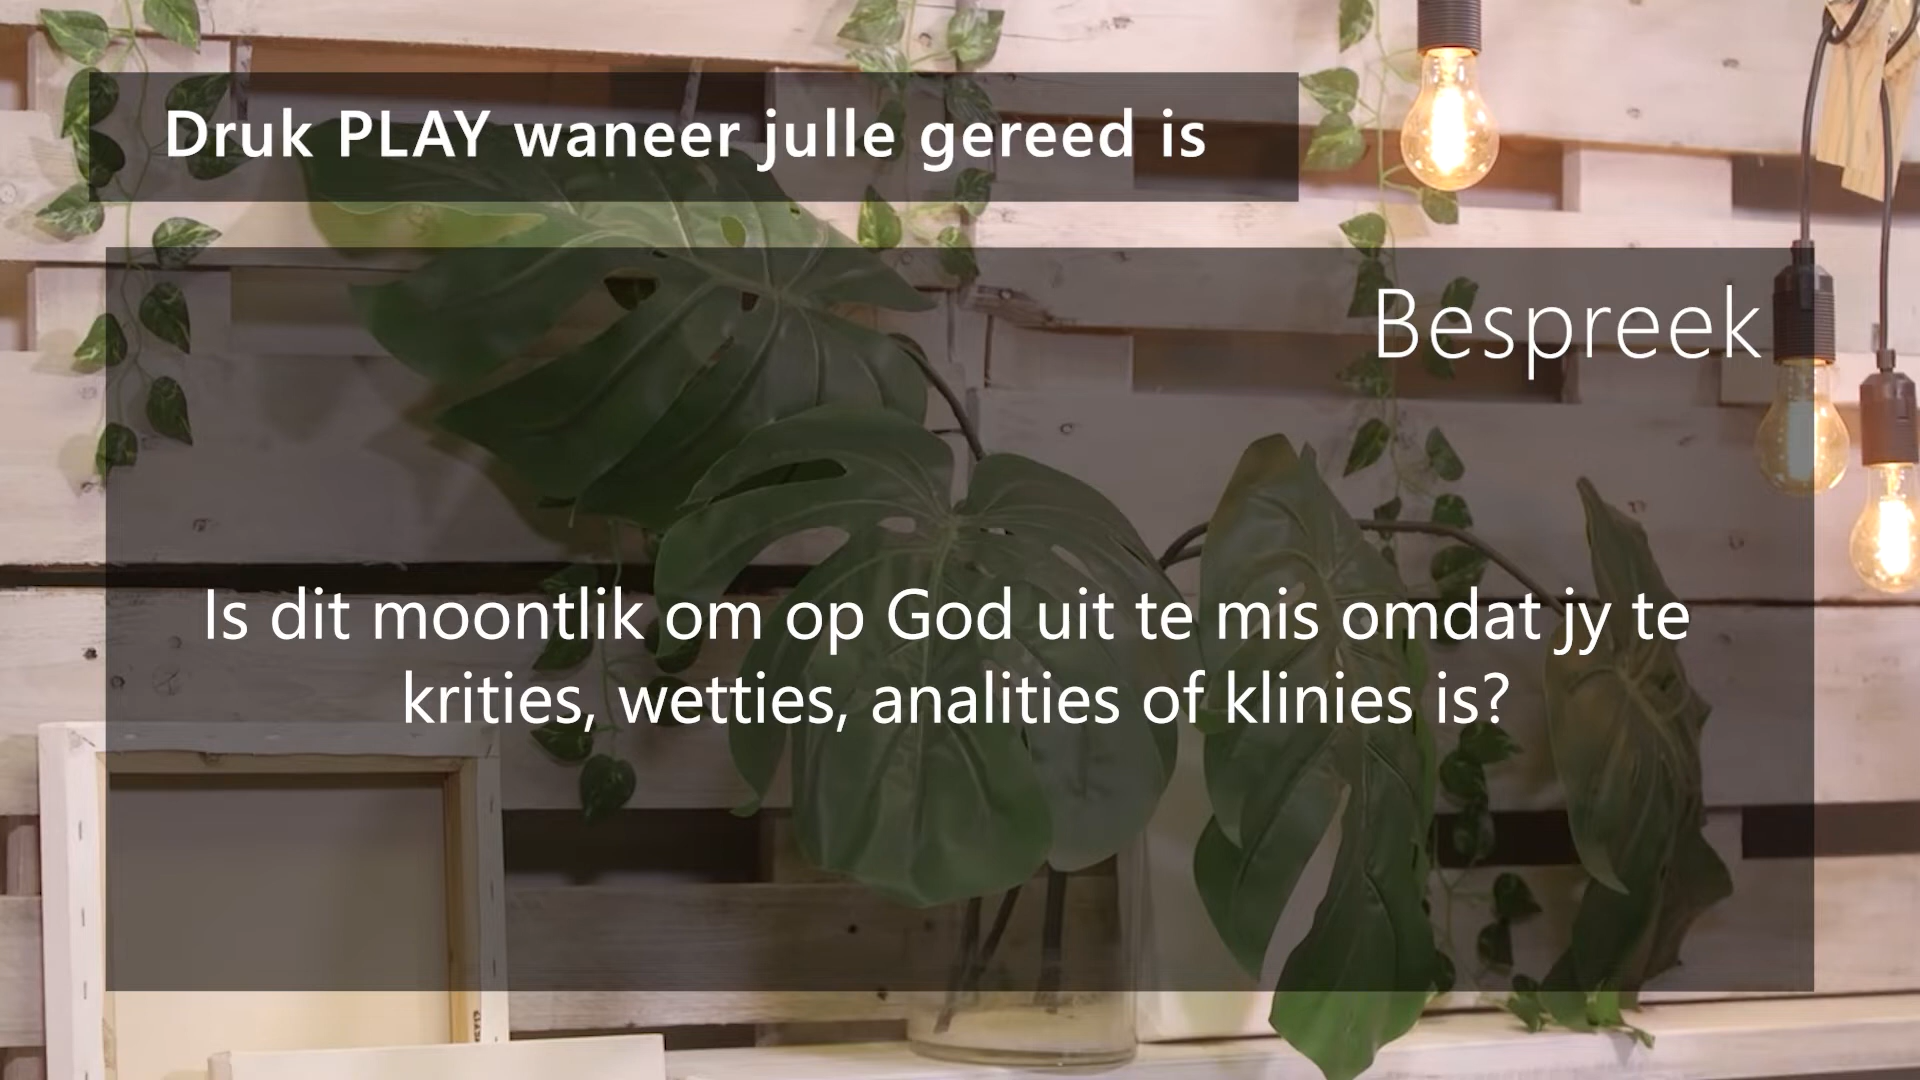 Druk PLAY waneer julle gereed is
Bespreek
Is dit moontlik om op God uit te mis omdat jy te
krities, wetties, analities of klinies is?